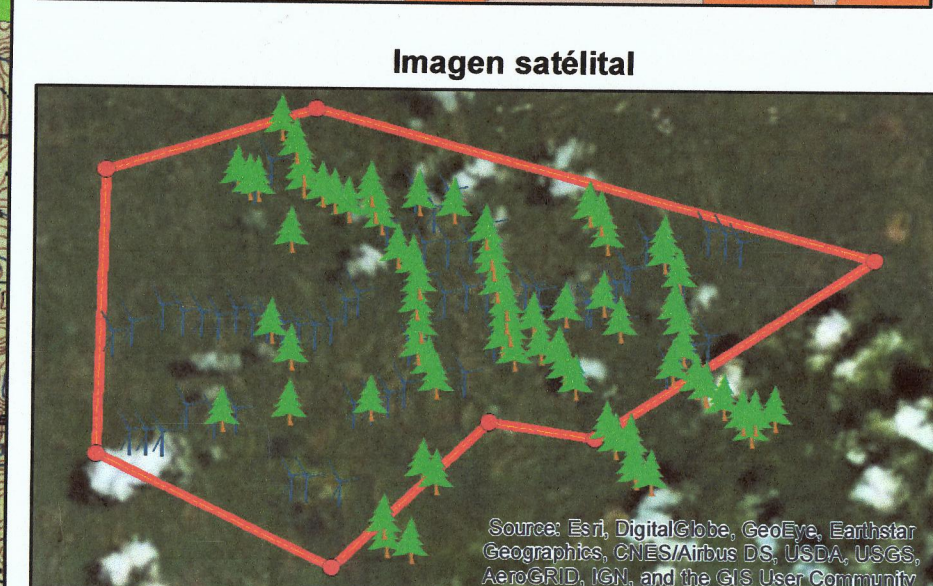 Imagen satélital
Source: Esri, DigitalGlobe, GeoEye, Earthstar
Geographics, CNES/Airbus DS, USDA, USGS,
AeroGRID, IGN, and the GIS User Community